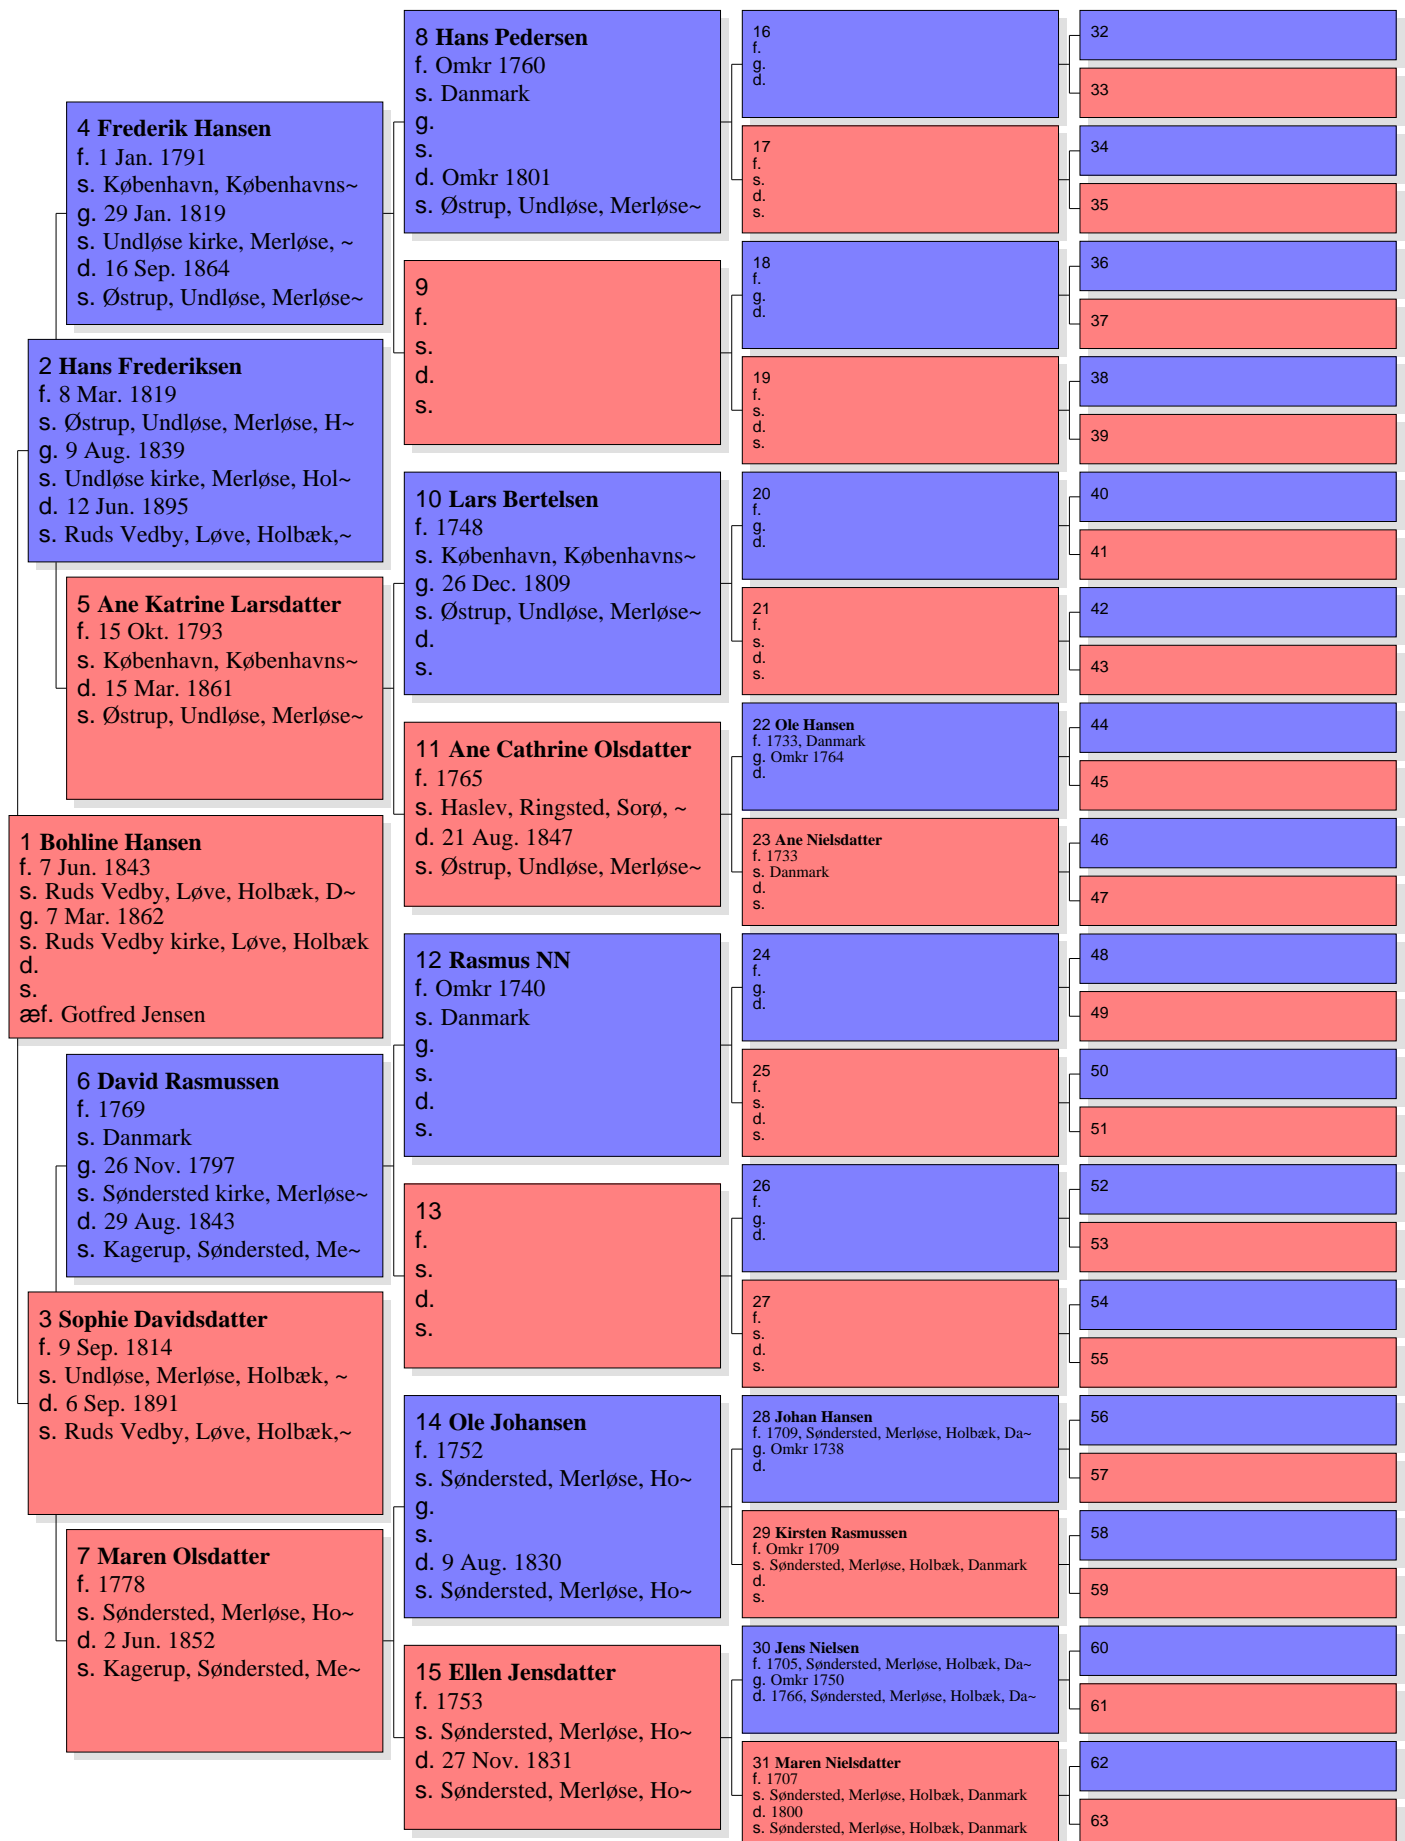 1 Bohline Hansen
f. 7 Jun. 1843
s. Ruds Vedby, Løve, Holbæk, D~
g. 7 Mar. 1862
s. Ruds Vedby kirke, Løve, Holbæk
d.
s.
æf. Gotfred Jensen
2 Hans Frederiksen
f. 8 Mar. 1819
s. Østrup, Undløse, Merløse, H~
g. 9 Aug. 1839
s. Undløse kirke, Merløse, Hol~
d. 12 Jun. 1895
s. Ruds Vedby, Løve, Holbæk,~
3 Sophie Davidsdatter
f. 9 Sep. 1814
s. Undløse, Merløse, Holbæk, ~
d. 6 Sep. 1891
s. Ruds Vedby, Løve, Holbæk,~
4 Frederik Hansen
f. 1 Jan. 1791
s. København, Københavns~
g. 29 Jan. 1819
s. Undløse kirke, Merløse, ~
d. 16 Sep. 1864
s. Østrup, Undløse, Merløse~
5 Ane Katrine Larsdatter
f. 15 Okt. 1793
s. København, Københavns~
d. 15 Mar. 1861
s. Østrup, Undløse, Merløse~
6 David Rasmussen
f. 1769
s. Danmark
g. 26 Nov. 1797
s. Søndersted kirke, Merløse~
d. 29 Aug. 1843
s. Kagerup, Søndersted, Me~
7 Maren Olsdatter
f. 1778
s. Søndersted, Merløse, Ho~
d. 2 Jun. 1852
s. Kagerup, Søndersted, Me~
8 Hans Pedersen
f. Omkr 1760
s. Danmark
g.
s.
d. Omkr 1801
s. Østrup, Undløse, Merløse~
9
f.
s.
d.
s.
10 Lars Bertelsen
f. 1748
s. København, Københavns~
g. 26 Dec. 1809
s. Østrup, Undløse, Merløse~
d.
s.
11 Ane Cathrine Olsdatter
f. 1765
s. Haslev, Ringsted, Sorø, ~
d. 21 Aug. 1847
s. Østrup, Undløse, Merløse~
12 Rasmus NN
f. Omkr 1740
s. Danmark
g.
s.
d.
s.
13
f.
s.
d.
s.
14 Ole Johansen
f. 1752
s. Søndersted, Merløse, Ho~
g.
s.
d. 9 Aug. 1830
s. Søndersted, Merløse, Ho~
15 Ellen Jensdatter
f. 1753
s. Søndersted, Merløse, Ho~
d. 27 Nov. 1831
s. Søndersted, Merløse, Ho~
16
f.
g.
d.
17
f.
s.
d.
s.
18
f.
g.
d.
19
f.
s.
d.
s.
20
f.
g.
d.
21
f.
s.
d.
s.
22 Ole Hansen
f. 1733, Danmark
g. Omkr 1764
d.
23 Ane Nielsdatter
f. 1733
s. Danmark
d.
s.
24
f.
g.
d.
25
f.
s.
d.
s.
26
f.
g.
d.
27
f.
s.
d.
s.
28 Johan Hansen
f. 1709, Søndersted, Merløse, Holbæk, Da~
g. Omkr 1738
d.
29 Kirsten Rasmussen
f. Omkr 1709
s. Søndersted, Merløse, Holbæk, Danmark
d.
s.
30 Jens Nielsen
f. 1705, Søndersted, Merløse, Holbæk, Da~
g. Omkr 1750
d. 1766, Søndersted, Merløse, Holbæk, Da~
31 Maren Nielsdatter
f. 1707
s. Søndersted, Merløse, Holbæk, Danmark
d. 1800
s. Søndersted, Merløse, Holbæk, Danmark
32
33
34
35
36
37
38
39
40
41
42
43
44
45
46
47
48
49
50
51
52
53
54
55
56
57
58
59
60
61
62
63